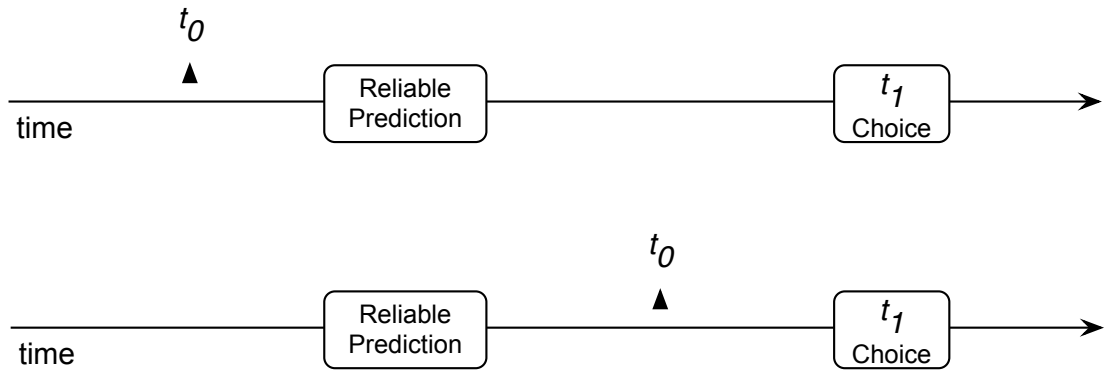 t0
Reliable
Prediction
t1
Choice
time
t0
Reliable
Prediction
t1
Choice
time